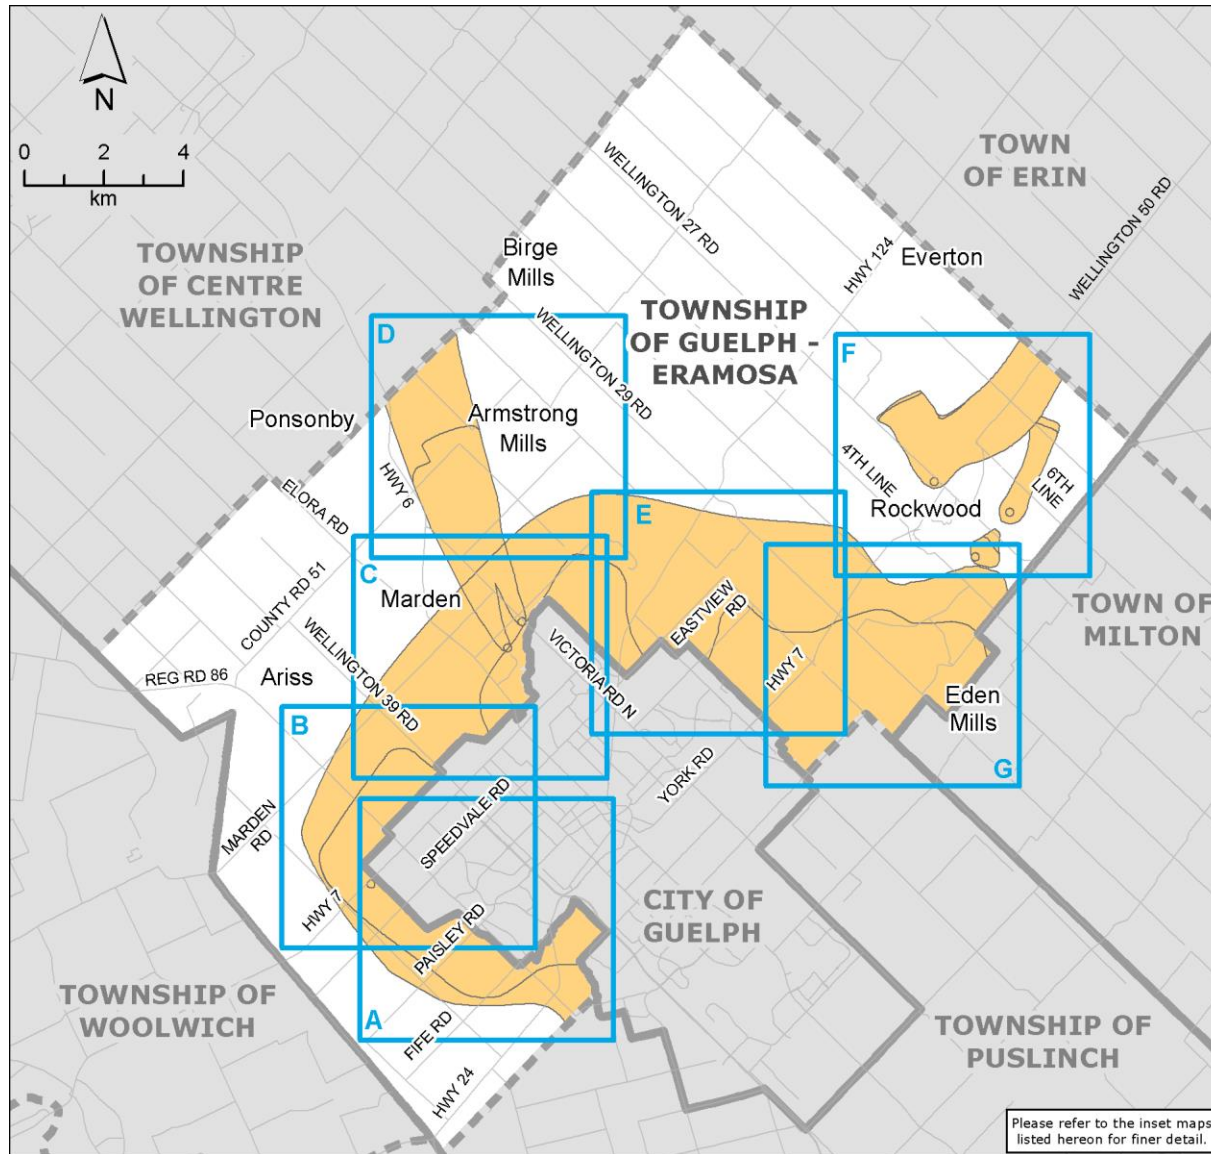 N
0 2 4
km
TOWN
OF ERIN
WELLINGTON 50 RD
WELLINGTON 27 RD
HWY 124
Everton
Birge
Mills
TOWNSHIP
OF CENTRE
WELLINGTON
TOWNSHIP
OF GUELPH -
ERAMOSA
WELLINGTON 29 RD
D
F
Ponsonby
Armstrong
Mills
HWY 6
4TH LINE
6TH
LINE
Rockwood
ELORA RD
E
C
COUNTY RD 51
Marden
EASTVIEW
RD
TOWN OF
MILTON
WELLINGTON 39 RD
VICTORIA RD N
HWY 7
REG RD 86
Ariss
Eden
Mills
B
G
YORK RD
MARDEN
RD
SPEEDVALE RD
HWY 7
PAISLEY RD
CITY OF
GUELPH
TOWNSHIP OF
WOOLWICH
A
FIFE RD
TOWNSHIP OF
PUSLINCH
HWY 24
Please refer to the inset maps
listed hereon for finer detail.